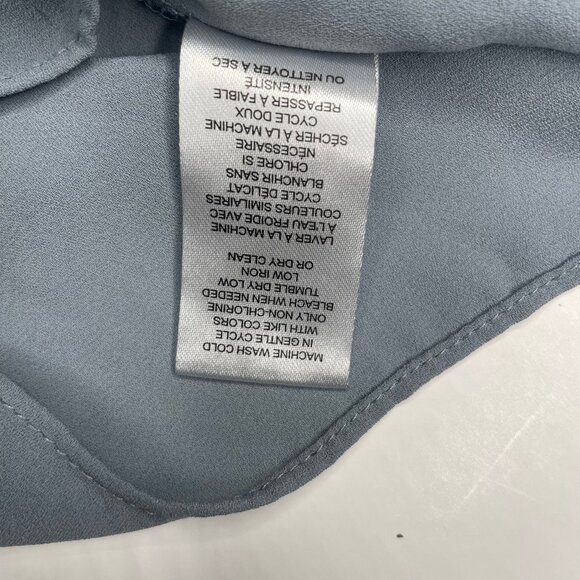 MACHINE WASH COLD
IN GENTLE CYCLE
WITH LIKE COLORS
ONLY NON-CHLORINE
BLEACH WHEN NEEDED
TUMBLE DRY LOW
LOW IRON
OR DRY CLEAN
LAVER À LA MACHINE
À L'EAU FROIDE AVEC
COULEURS SIMILAIRES
CYCLE DÉLICAT
BLANCHIR SANS
CHLORE SI
NÉCESSAIRE
SÉCHER À LA MACHINE
CYCLE DOUX
REPASSER À FAIBLE
INTENSITÉ
OU NETTOYER À SEC